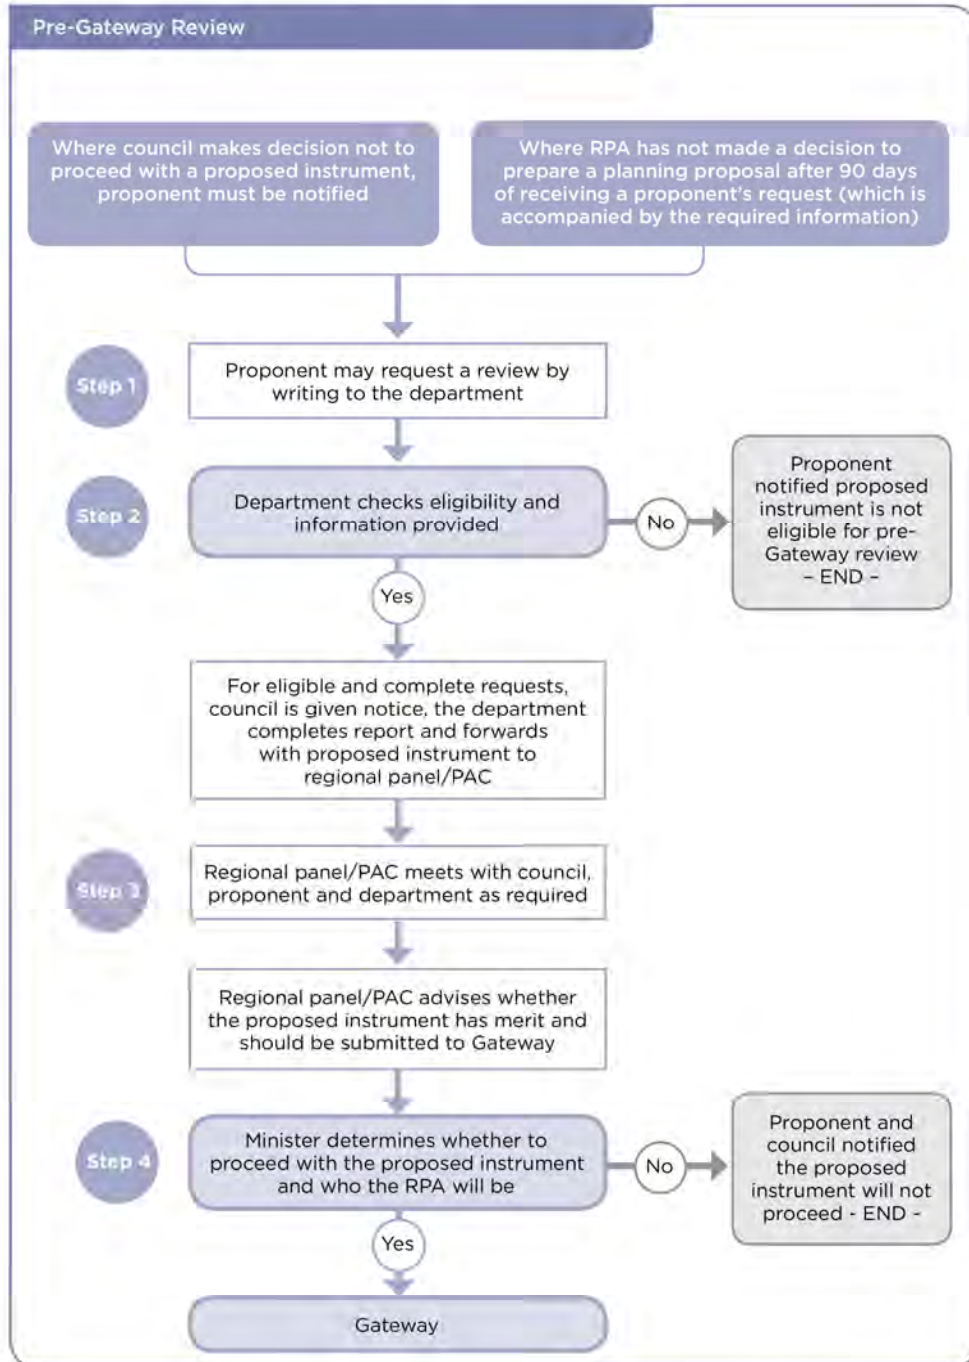 Pre-Gateway Review
Where council makes decision not to
proceed with a proposed instrument,
proponent must be notified
Where RPA has not made a decision to
prepare a planning proposal after 90 days
of receiving a proponent's request (which is
accompanied by the required information)
Step 1
Proponent may request a review by
writing to the department
Step 2
Department checks eligibility and
information provided
No
Proponent
notified proposed
instrument is not
eligible for pre-
Gateway review
– END –
Yes
For eligible and complete requests,
council is given notice, the department
completes report and forwards
with proposed instrument to
regional panel/PAC
Step 3
Regional panel/PAC meets with council,
proponent and department as required
Regional panel/PAC advises whether
the proposed instrument has merit and
should be submitted to Gateway
Step 4
Minister determines whether to
proceed with the proposed instrument
and who the RPA will be
No
Proponent and
council notified
the proposed
instrument will not
proceed - END -
Yes
Gateway